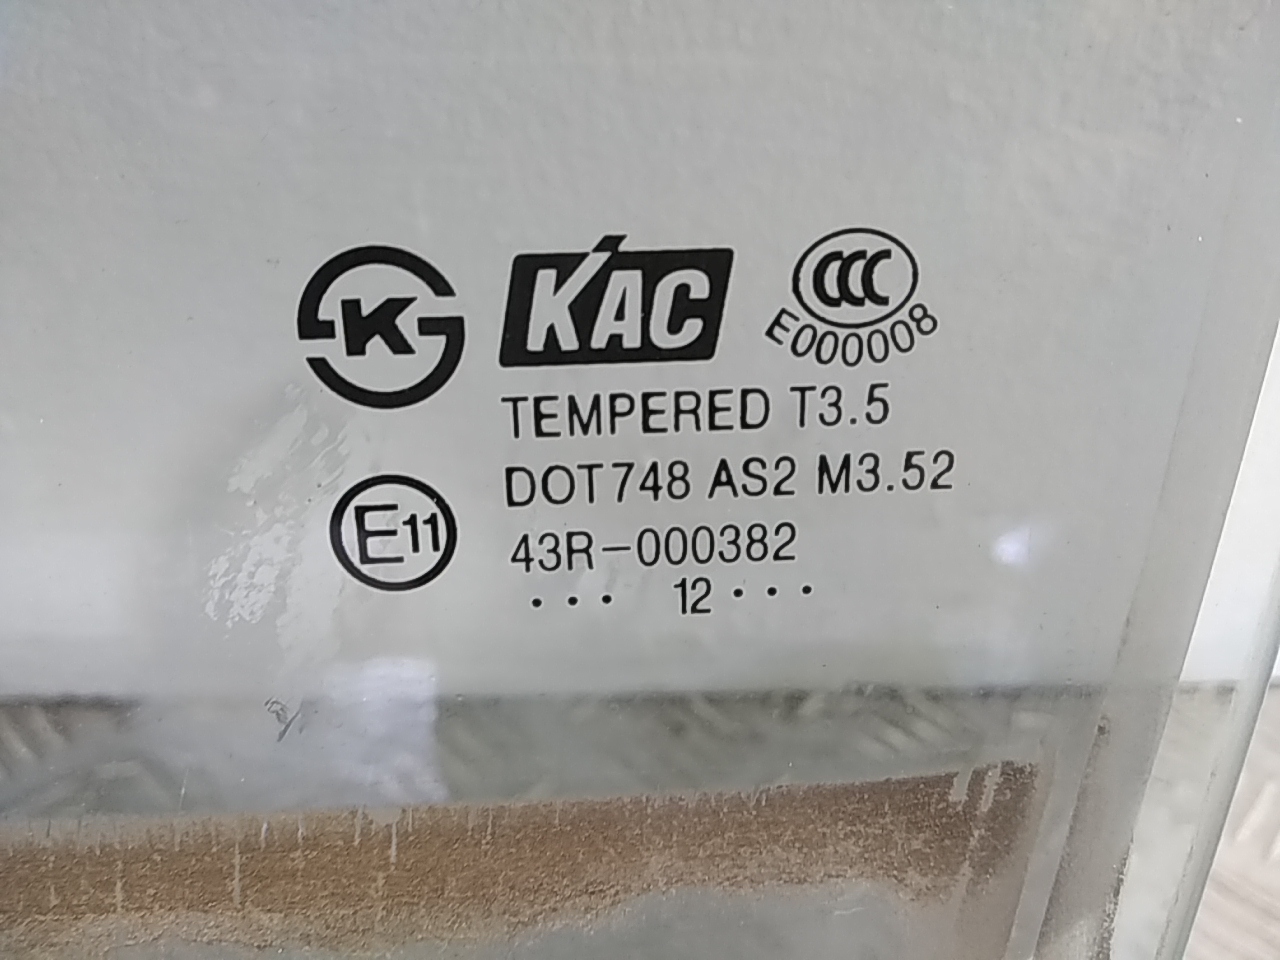 K
KAC
CCC
E000008
TEMPERED T3.5
DOT748 AS2 M3.52
E11
43R-000382
··· 12···